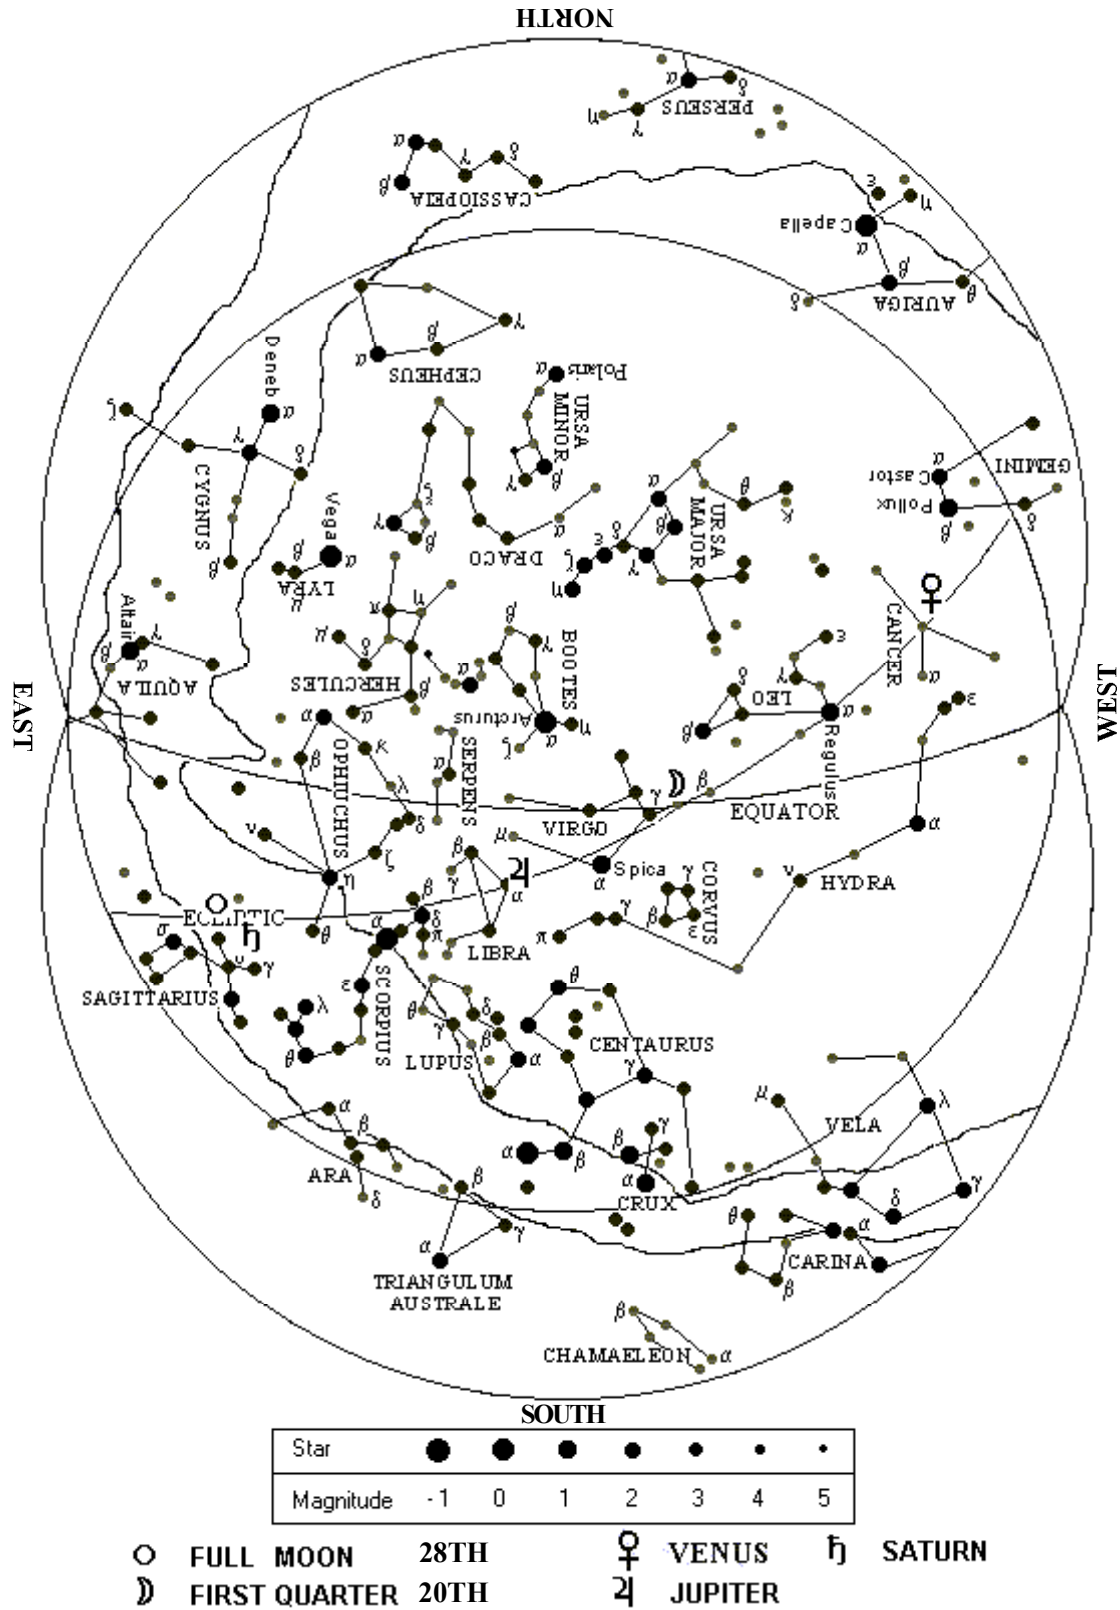 NORTH
α δ
PERSEUS
η γ
α γ δ
β CASSIOPEIA
ε η
Capella
α
β
δ AURIGA θ
γ
β
α CEPHEUS
Deneb α
Polaris α
URSA MINOR
β
γ
ζ
γ δ
CYGNUS
β
GEMINI
α
Castor
Pollux
β δ
α
θ
κ
β
URSA MAJOR
δ γ
ε
ζ
η
ζ
γ β
DRACO
α
Vega
α
β
LYRA
μ
♀
π η
μ
δ
HERCULES
β
α
β
γ
BOOTES
α
Arcturus
α η
ζ
CANCER
α
ε
γ
LEO
δ
β
α
Regulus
Altair
β γ
α
AQUILA
EAST
WEST
ε
α
β
OPHIUCHUS
κ
λ
δ
ζ
ν
η
θ
SERPENS
α
β
γ
VIRGO
EQUATOR
μ
Spica
α
α
ν HYDRA
γ
CORVUS
β ε
γ
π
♃
β
γ
α
LIBRA
ECLIPTIC
♄
σ
υ γ
SAGITTARIUS
β
δ
α
π
SCORPIUS
ε
λ
θ
θ
δ
γ β
LUPUS
α
θ
CENTAURUS
γ
μ
VELA
λ
α
β
ARA
δ
α β
γ
β
α
CRUX
δ γ
β
γ
α
TRIANGULUM
AUSTRALE
θ
α
CARINA
β
β
CHAMAELEON α
SOUTH
Star
Magnitude -1 0 1 2 3 4 5
FULL MOON 28TH ♀ VENUS ♄ SATURN
FIRST QUARTER 20TH ♃ JUPITER